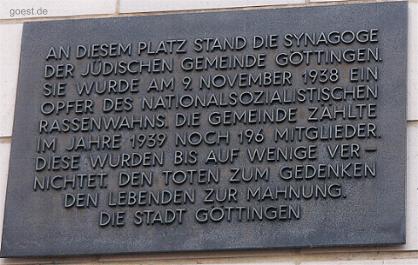 goest.de
AN DIESEM PLATZ STAND DIE SYNAGOGE
DER JÜDISCHEN GEMEINDE GÖTTINGEN.
SIE WURDE AM 9. NOVEMBER 1938 EIN
OPFER DES NATIONALSOZIALISTISCHEN
RASSENWAHNS. DIE GEMEINDE ZÄHLTE
IM JAHRE 1939 NOCH 196 MITGLIEDER.
DIESE WURDEN BIS AUF WENIGE VER –
NICHTET. DEN TOTEN ZUM GEDENKEN
DEN LEBENDEN ZUR MAHNUNG.
DIE STADT GÖTTINGEN